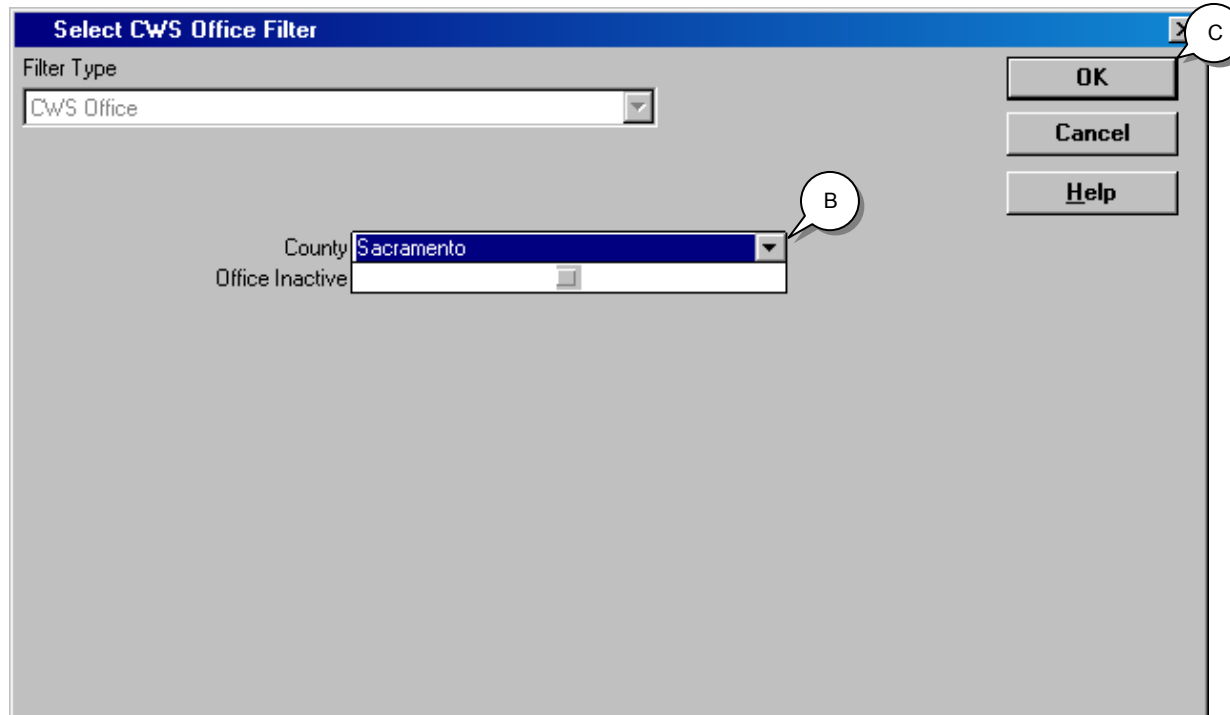 Select CWS Office Filter
C
Filter Type
OK
CWS Office
Cancel
Help
B
County Sacramento
Office Inactive